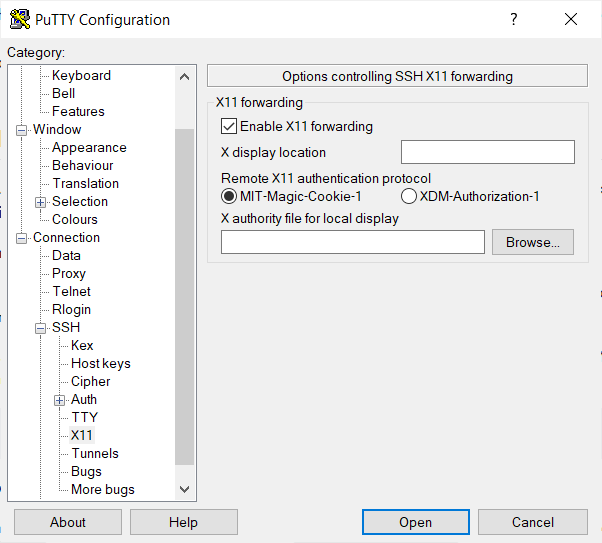 PuTTY Configuration
?
Category:
Keyboard
Bell
Features
Window
Appearance
Behaviour
Translation
Selection
Colours
Connection
Data
Proxy
Telnet
Rlogin
SSH
Kex
Host keys
Cipher
Auth
TTY
X11
Tunnels
Bugs
More bugs
Options controlling SSH X11 forwarding
X11 forwarding
Enable X11 forwarding
X display location
Remote X11 authentication protocol
MIT-Magic-Cookie-1 XDM-Authorization-1
X authority file for local display
Browse...
About Help Open Cancel